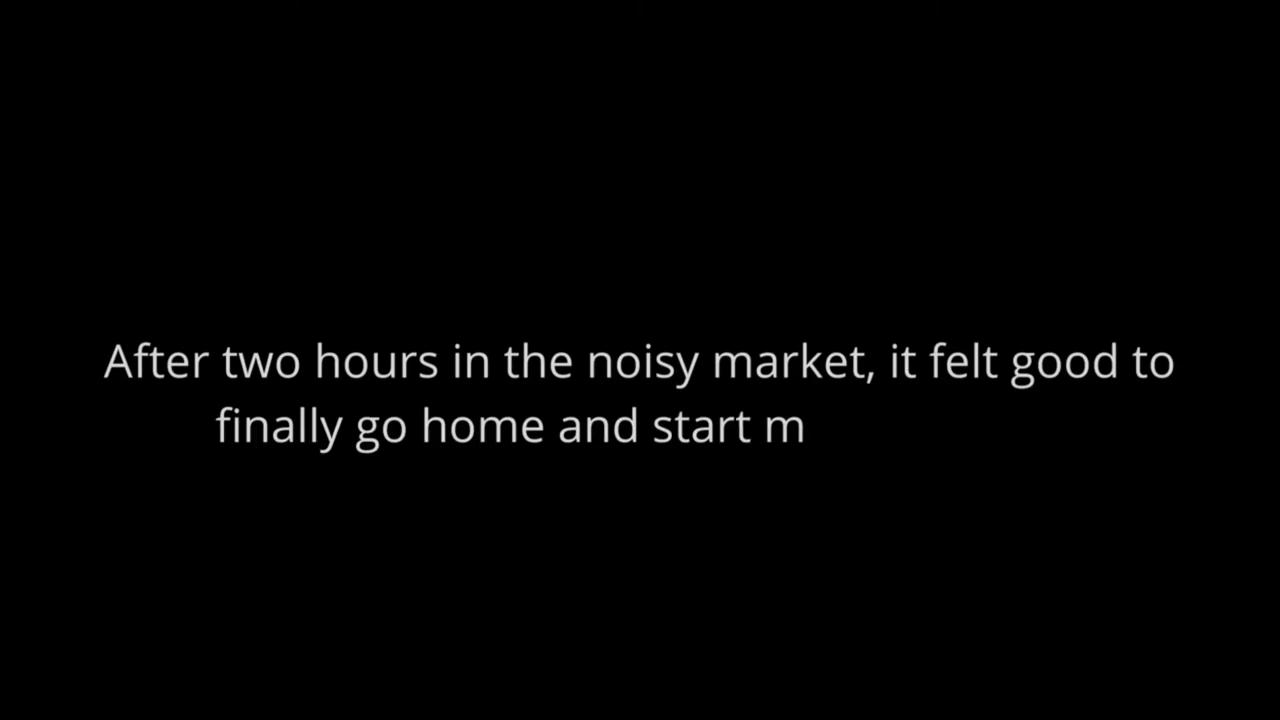 After two hours in the noisy market, it felt good to
finally go home and start m